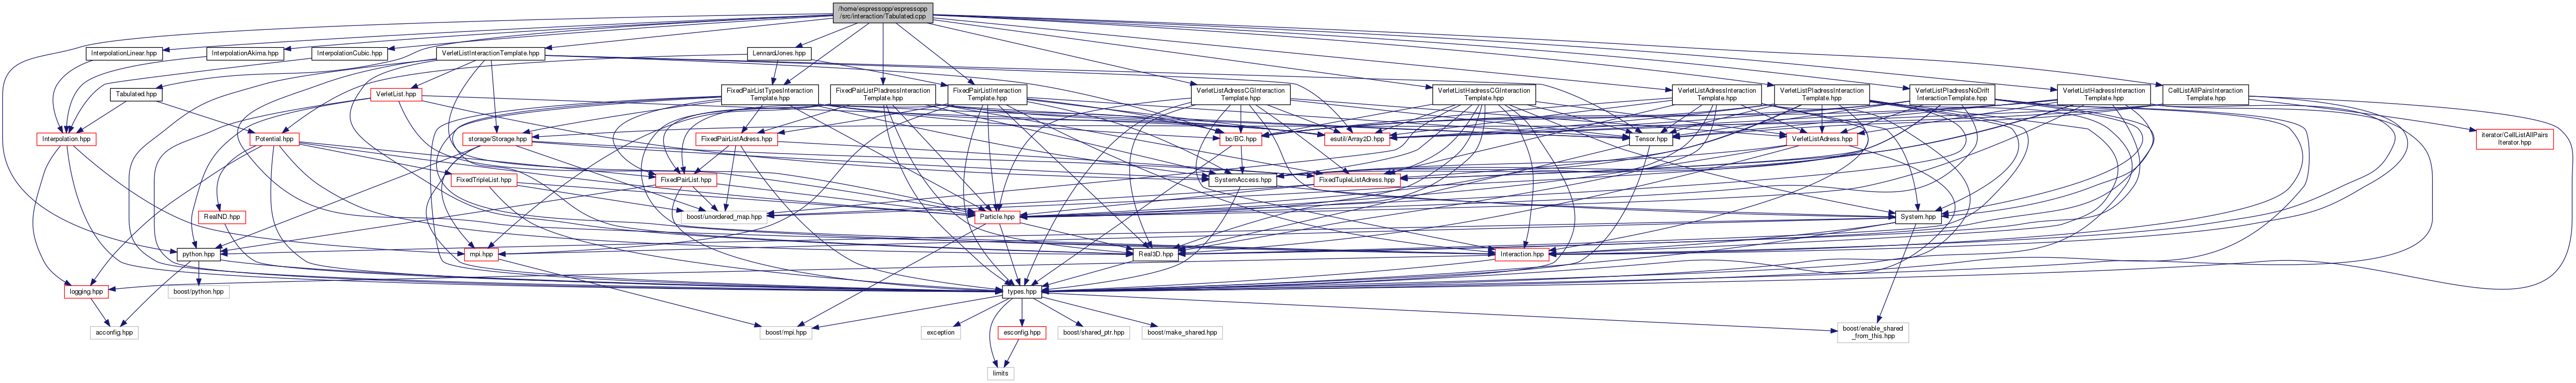 /home/espressopp/espressopp
/src/interaction/Tabulated.cpp
InterpolationLinear.hpp
InterpolationAkima.hpp
InterpolationCubic.hpp
VerletListInteractionTemplate.hpp
LennardJones.hpp
Tabulated.hpp
VerletList.hpp
FixedPairListTypesInteraction
Template.hpp
FixedPairListPIadressInteraction
Template.hpp
FixedPairListInteraction
Template.hpp
VerletListAdressCGInteraction
Template.hpp
VerletListHadressCGInteraction
Template.hpp
VerletListAdressInteraction
Template.hpp
VerletListPIadressInteraction
Template.hpp
VerletListPIadressNoDrift
InteractionTemplate.hpp
VerletListHadressInteraction
Template.hpp
CellListAllPairsInteraction
Template.hpp
Interpolation.hpp
Potential.hpp
storage/Storage.hpp
FixedPairListAdress.hpp
bc/BC.hpp
esutil/Array2D.hpp
Tensor.hpp
VerletListAdress.hpp
iterator/CellListAllPairs
Iterator.hpp
FixedTripleList.hpp
FixedPairList.hpp
SystemAccess.hpp
FixedTupleListAdress.hpp
RealND.hpp
boost/unordered_map.hpp
Particle.hpp
System.hpp
python.hpp
mpi.hpp
Real3D.hpp
Interaction.hpp
logging.hpp
boost/python.hpp
types.hpp
acconfig.hpp
boost/mpi.hpp
exception
esconfig.hpp
boost/shared_ptr.hpp
boost/make_shared.hpp
boost/enable_shared
_from_this.hpp
limits